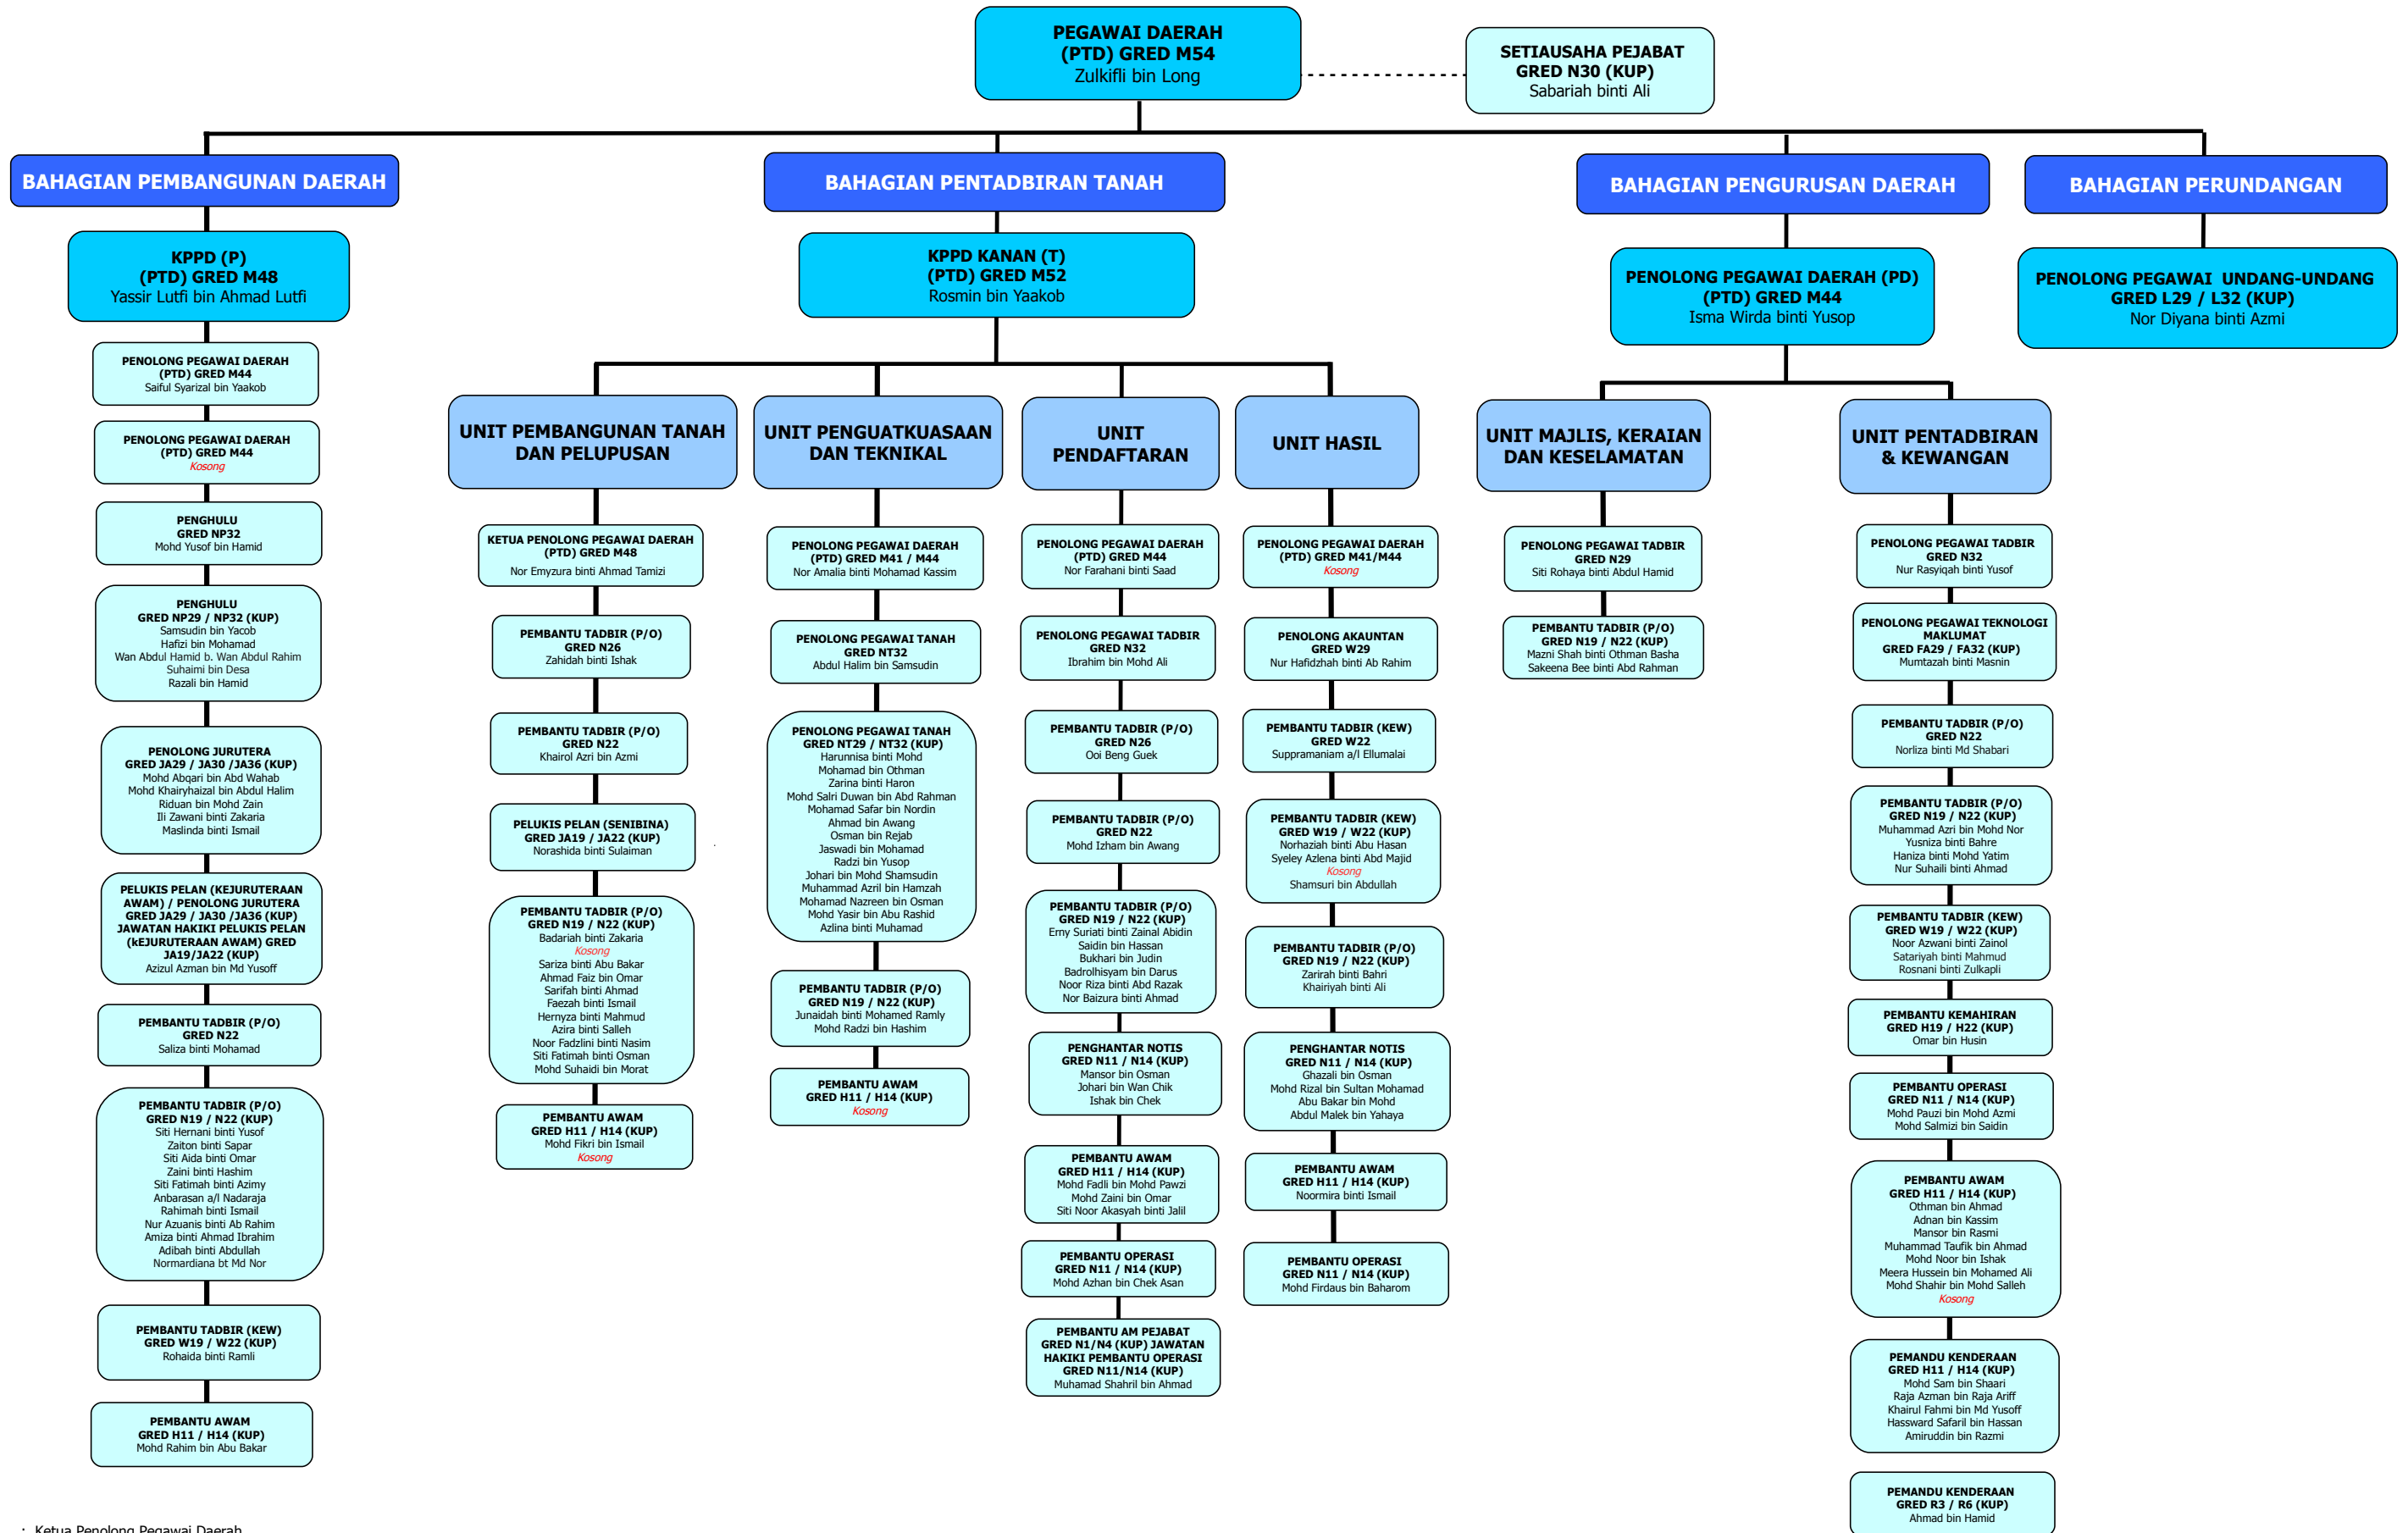 PEGAWAI DAERAH
(PTD) GRED M54
Zulkifli bin Long
SETIAUSAHA PEJABAT
GRED N30 (KUP)
Sabariah binti Ali
BAHAGIAN PEMBANGUNAN DAERAH
KPPD (P)
(PTD) GRED M48
Yassir Lutfi bin Ahmad Lutfi
PENOLONG PEGAWAI DAERAH
(PTD) GRED M44
Saiful Syarizal bin Yaakob
PENOLONG PEGAWAI DAERAH
(PTD) GRED M44
Kosong
PENGHULU
GRED NP32
Mohd Yusof bin Hamid
PENGHULU
GRED NP29 / NP32 (KUP)
Samsudin bin Yacob
Hafizi bin Mohamad
Wan Abdul Hamid b. Wan Abdul Rahim
Suhaimi bin Desa
Razali bin Hamid
PENOLONG JURUTERA
GRED JA29 / JA30 /JA36 (KUP)
Mohd Abqari bin Abd Wahab
Mohd Khairyhaizal bin Abdul Halim
Riduan bin Mohd Zain
Ili Zawani binti Zakaria
Maslinda binti Ismail
PELUKIS PELAN (KEJURUTERAAN
AWAM) / PENOLONG JURUTERA
GRED JA29 / JA30 /JA36 (KUP)
JAWATAN HAKIKI PELUKIS PELAN
(kEJURUTERAAN AWAM) GRED
JA19/JA22 (KUP)
Azizul Azman bin Md Yusoff
PEMBANTU TADBIR (P/O)
GRED N22
Saliza binti Mohamad
PEMBANTU TADBIR (P/O)
GRED N19 / N22 (KUP)
Siti Hernani binti Yusof
Zaiton binti Sapar
Siti Aida binti Omar
Zaini binti Hashim
Siti Fatimah binti Azimy
Anbarasan a/l Nadaraja
Rahimah binti Ismail
Nur Azuanis binti Ab Rahim
Amiza binti Ahmad Ibrahim
Adibah binti Abdullah
Normardiana bt Md Nor
PEMBANTU TADBIR (KEW)
GRED W19 / W22 (KUP)
Rohaida binti Ramli
PEMBANTU AWAM
GRED H11 / H14 (KUP)
Mohd Rahim bin Abu Bakar
BAHAGIAN PENTADBIRAN TANAH
KPPD KANAN (T)
(PTD) GRED M52
Rosmin bin Yaakob
UNIT PEMBANGUNAN TANAH
DAN PELUPUSAN
KETUA PENOLONG PEGAWAI DAERAH
(PTD) GRED M48
Nor Emyzura binti Ahmad Tamizi
PEMBANTU TADBIR (P/O)
GRED N26
Zahidah binti Ishak
PEMBANTU TADBIR (P/O)
GRED N22
Khairol Azri bin Azmi
PELUKIS PELAN (SENIBINA)
GRED JA19 / JA22 (KUP)
Norashida binti Sulaiman
PEMBANTU TADBIR (P/O)
GRED N19 / N22 (KUP)
Badariah binti Zakaria
Kosong
Sariza binti Abu Bakar
Ahmad Faiz bin Omar
Sarifah binti Ahmad
Faezah binti Ismail
Hernyza binti Mahmud
Azira binti Salleh
Noor Fadzlini binti Nasim
Siti Fatimah binti Osman
Mohd Suhaidi bin Morat
PEMBANTU AWAM
GRED H11 / H14 (KUP)
Mohd Fikri bin Ismail
Kosong
UNIT PENGUATKUASAAN
DAN TEKNIKAL
PENOLONG PEGAWAI DAERAH
(PTD) GRED M41 / M44
Nor Amalia binti Mohamad Kassim
PENOLONG PEGAWAI TANAH
GRED NT32
Abdul Halim bin Samsudin
PENOLONG PEGAWAI TANAH
GRED NT29 / NT32 (KUP)
Harunnisa binti Mohd
Mohamad bin Othman
Zarina binti Haron
Mohd Salri Duwan bin Abd Rahman
Mohamad Safar bin Nordin
Ahmad bin Awang
Osman bin Rejab
Jaswadi bin Mohamad
Radzi bin Yusop
Johari bin Mohd Shamsudin
Muhammad Azril bin Hamzah
Mohamad Nazreen bin Osman
Mohd Yasir bin Abu Rashid
Azlina binti Muhamad
PEMBANTU TADBIR (P/O)
GRED N19 / N22 (KUP)
Junaidah binti Mohamed Ramly
Mohd Radzi bin Hashim
PEMBANTU AWAM
GRED H11 / H14 (KUP)
Kosong
UNIT
PENDAFTARAN
PENOLONG PEGAWAI DAERAH
(PTD) GRED M44
Nor Farahani binti Saad
PENOLONG PEGAWAI TADBIR
GRED N32
Ibrahim bin Mohd Ali
PEMBANTU TADBIR (P/O)
GRED N26
Ooi Beng Guek
PEMBANTU TADBIR (P/O)
GRED N22
Mohd Izham bin Awang
PEMBANTU TADBIR (P/O)
GRED N19 / N22 (KUP)
Erny Suriati binti Zainal Abidin
Saidin bin Hassan
Bukhari bin Judin
Badrolhisyam bin Darus
Noor Riza binti Abd Razak
Nor Baizura binti Ahmad
PENGHANTAR NOTIS
GRED N11 / N14 (KUP)
Mansor bin Osman
Johari bin Wan Chik
Ishak bin Chek
PEMBANTU AWAM
GRED H11 / H14 (KUP)
Mohd Fadli bin Mohd Pawzi
Mohd Zaini bin Omar
Siti Noor Akasyah binti Jalil
PEMBANTU OPERASI
GRED N11 / N14 (KUP)
Mohd Azhan bin Chek Asan
PEMBANTU AM PEJABAT
GRED N1/N4 (KUP) JAWATAN
HAKIKI PEMBANTU OPERASI
GRED N11/N14 (KUP)
Muhamad Shahril bin Ahmad
UNIT HASIL
PENOLONG PEGAWAI DAERAH
(PTD) GRED M41/M44
Kosong
PENOLONG AKAUNTAN
GRED W29
Nur Hafidzhah binti Ab Rahim
PEMBANTU TADBIR (KEW)
GRED W22
Suppramaniam a/l Ellumalai
PEMBANTU TADBIR (KEW)
GRED W19 / W22 (KUP)
Norhaziah binti Abu Hasan
Syeley Azlena binti Abd Majid
Kosong
Shamsuri bin Abdullah
PEMBANTU TADBIR (P/O)
GRED N19 / N22 (KUP)
Zarirah binti Bahri
Khairiyah binti Ali
PENGHANTAR NOTIS
GRED N11 / N14 (KUP)
Ghazali bin Osman
Mohd Rizal bin Sultan Mohamad
Abu Bakar bin Mohd
Abdul Malek bin Yahaya
PEMBANTU AWAM
GRED H11 / H14 (KUP)
Noormira binti Ismail
PEMBANTU OPERASI
GRED N11 / N14 (KUP)
Mohd Firdaus bin Baharom
BAHAGIAN PENGURUSAN DAERAH
PENOLONG PEGAWAI DAERAH (PD)
(PTD) GRED M44
Isma Wirda binti Yusop
UNIT MAJLIS, KERAIAN
DAN KESELAMATAN
PENOLONG PEGAWAI TADBIR
GRED N29
Siti Rohaya binti Abdul Hamid
PEMBANTU TADBIR (P/O)
GRED N19 / N22 (KUP)
Mazni Shah binti Othman Basha
Sakeena Bee binti Abd Rahman
UNIT PENTADBIRAN
& KEWANGAN
PENOLONG PEGAWAI TADBIR
GRED N32
Nur Rasyiqah binti Yusof
PENOLONG PEGAWAI TEKNOLOGI
MAKLUMAT
GRED FA29 / FA32 (KUP)
Mumtazah binti Masnin
PEMBANTU TADBIR (P/O)
GRED N22
Norliza binti Md Shabari
PEMBANTU TADBIR (P/O)
GRED N19 / N22 (KUP)
Muhammad Azri bin Mohd Nor
Yusniza binti Bahre
Haniza binti Mohd Yatim
Nur Suhaili binti Ahmad
PEMBANTU TADBIR (KEW)
GRED W19 / W22 (KUP)
Noor Azwani binti Zainol
Satariyah binti Mahmud
Rosnani binti Zulkapli
PEMBANTU KEMAHIRAN
GRED H19 / H22 (KUP)
Omar bin Husin
PEMBANTU OPERASI
GRED N11 / N14 (KUP)
Mohd Pauzi bin Mohd Azmi
Mohd Salmizi bin Saidin
PEMBANTU AWAM
GRED H11 / H14 (KUP)
Othman bin Ahmad
Adnan bin Kassim
Mansor bin Rasmi
Muhammad Taufik bin Ahmad
Mohd Noor bin Ishak
Meera Hussein bin Mohamed Ali
Mohd Shahir bin Mohd Salleh
Kosong
PEMANDU KENDERAAN
GRED H11 / H14 (KUP)
Mohd Sam bin Shaari
Raja Azman bin Raja Ariff
Khairul Fahmi bin Md Yusoff
Hassward Safaril bin Hassan
Amiruddin bin Razmi
PEMANDU KENDERAAN
GRED R3 / R6 (KUP)
Ahmad bin Hamid
BAHAGIAN PERUNDANGAN
PENOLONG PEGAWAI UNDANG-UNDANG
GRED L29 / L32 (KUP)
Nor Diyana binti Azmi
: Ketua Penolong Pegawai Daerah